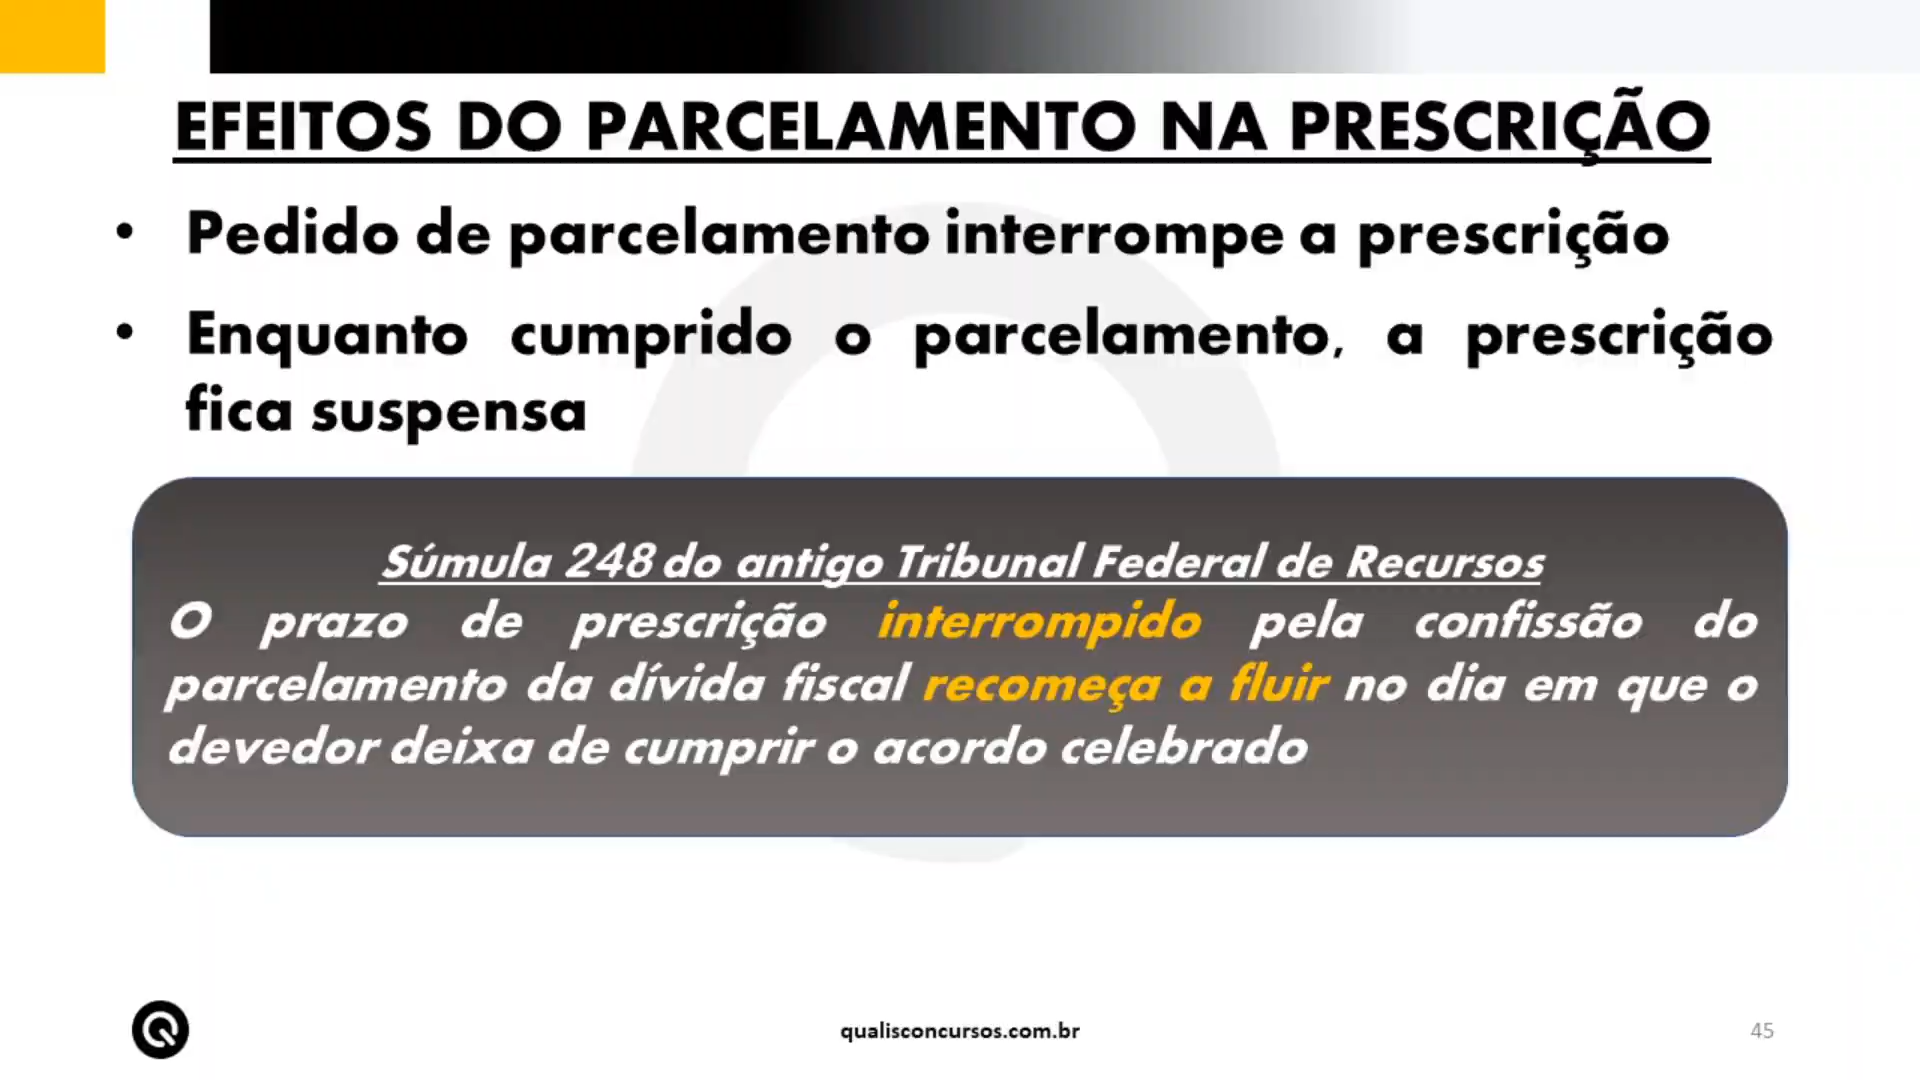 EFEITOS DO PARCELAMENTO NA PRESCRIÇÃO
• Pedido de parcelamento interrompe a prescrição
• Enquanto cumprido o parcelamento, a prescrição
fica suspensa
Súmula 248 do antigo Tribunal Federal de Recursos
O prazo de prescrição interrompido pela confissão do
parcelamento da dívida fiscal recomeça a fluir no dia em que o
devedor deixa de cumprir o acordo celebrado
qualisconcursos.com.br
45